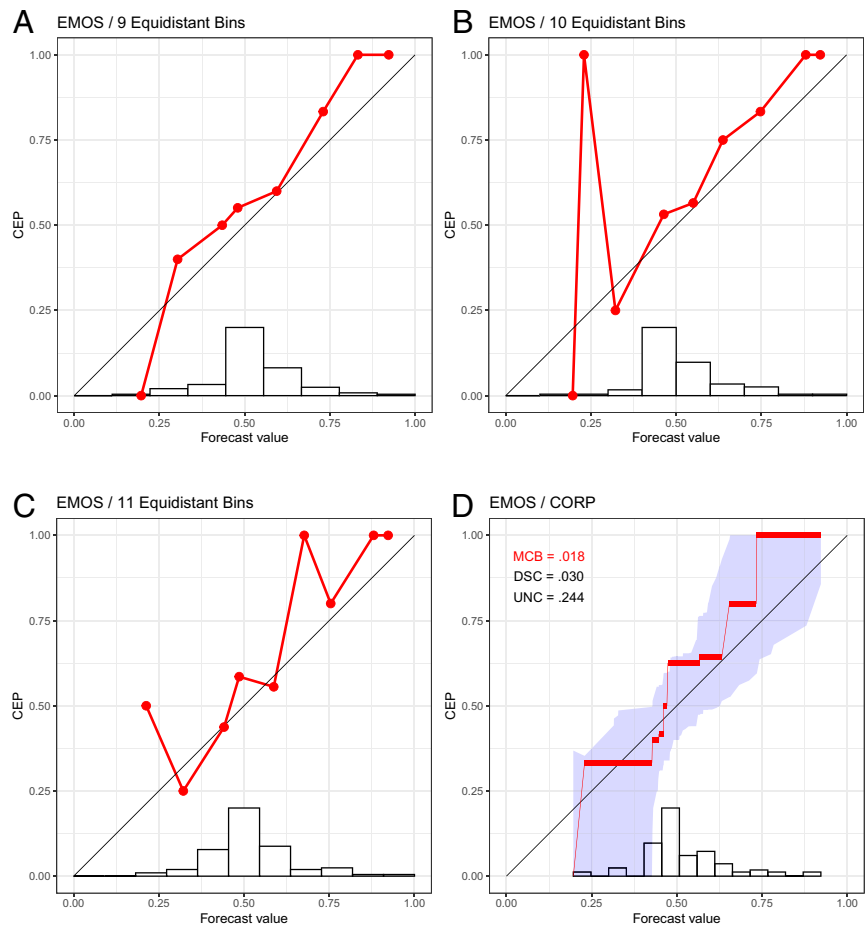 A
EMOS / 9 Equidistant Bins
1.00
0.75
0.50
0.25
0.00
CEP
0.00 0.25 0.50 0.75 1.00
Forecast value
B
EMOS / 10 Equidistant Bins
1.00
0.75
0.50
0.25
0.00
CEP
0.00 0.25 0.50 0.75 1.00
Forecast value
C
EMOS / 11 Equidistant Bins
1.00
0.75
0.50
0.25
0.00
CEP
0.00 0.25 0.50 0.75 1.00
Forecast value
D
EMOS / CORP
MCB = .018
DSC = .030
UNC = .244
1.00
0.75
0.50
0.25
0.00
CEP
0.00 0.25 0.50 0.75 1.00
Forecast value